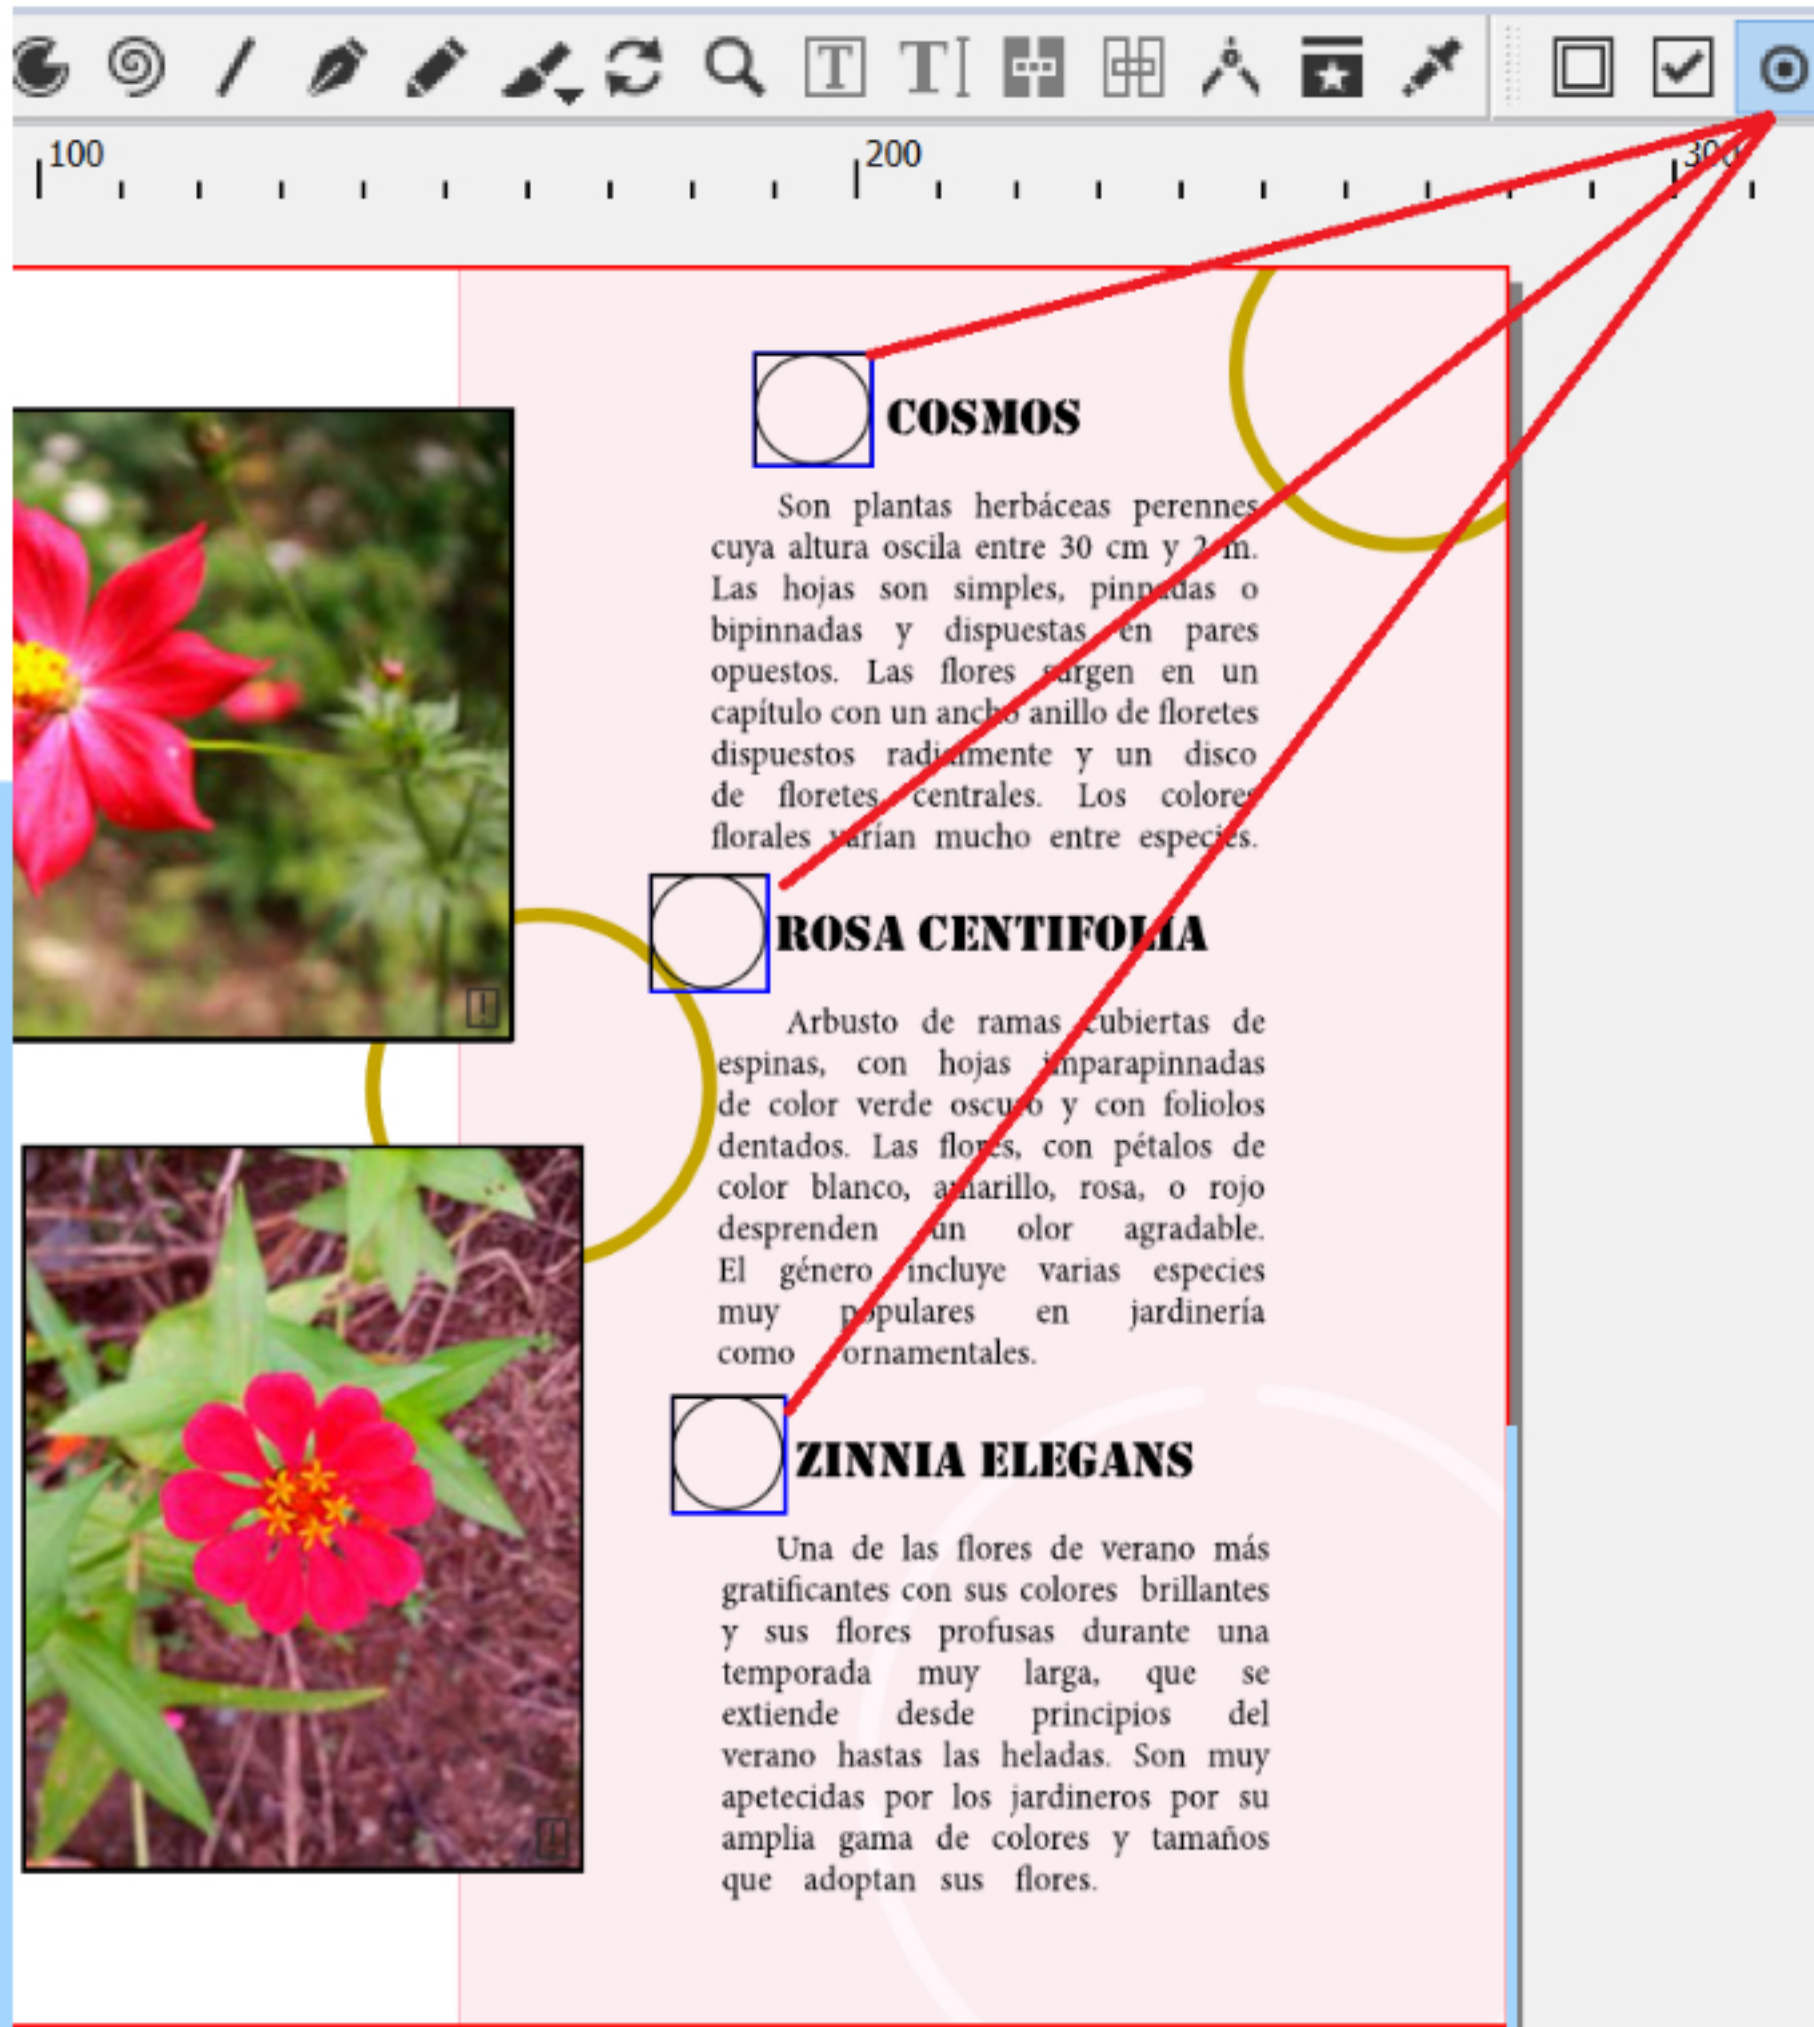 100
200
300
COSMOS
Son plantas herbáceas perennes
cuya altura oscila entre 30 cm y 2 m.
Las hojas son simples, pinnadas o
bipinnadas y dispuestas en pares
opuestos. Las flores surgen en un
capítulo con un ancho anillo de floretes
dispuestos radialmente y un disco
de floretes centrales. Los colores
florales varían mucho entre especies.
ROSA CENTIFOLIA
Arbusto de ramas cubiertas de
espinas, con hojas imparapinnadas
de color verde oscuro y con foliolos
dentados. Las flores, con pétalos de
color blanco, amarillo, rosa, o rojo
desprenden un olor agradable.
El género incluye varias especies
muy populares en jardinería
como ornamentales.
ZINNIA ELEGANS
Una de las flores de verano más
gratificantes con sus colores brillantes
y sus flores profusas durante una
temporada muy larga, que se
extiende desde principios del
verano hastas las heladas. Son muy
apetecidas por los jardineros por su
amplia gama de colores y tamaños
que adoptan sus flores.